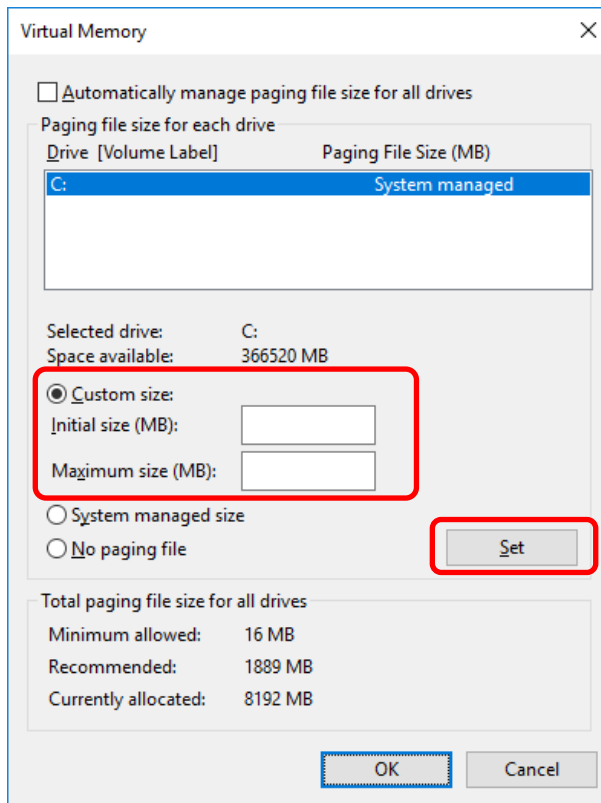 Virtual Memory
Automatically manage paging file size for all drives
Paging file size for each drive
Drive [Volume Label] Paging File Size (MB)
C: System managed
Selected drive: C:
Space available: 366520 MB
Custom size:
Initial size (MB):
Maximum size (MB):
System managed size
No paging file Set
Total paging file size for all drives
Minimum allowed: 16 MB
Recommended: 1889 MB
Currently allocated: 8192 MB
OK Cancel